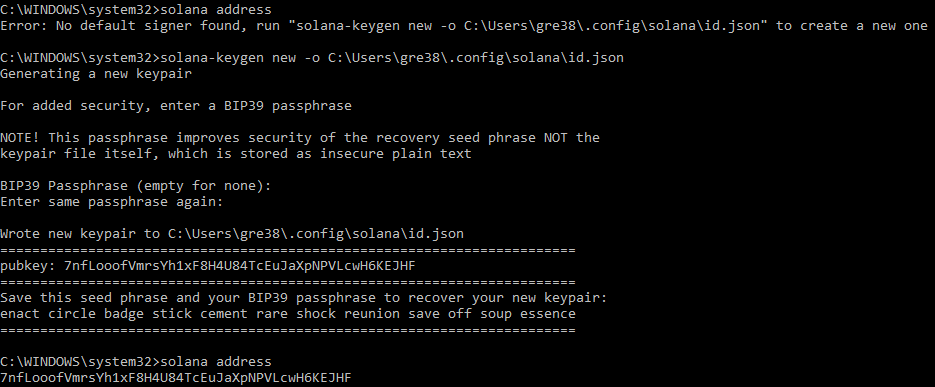 C:\WINDOWS\system32>solana address
Error: No default signer found, run "solana-keygen new -o C:\Users\gre38\.config\solana\id.json" to create a new one
C:\WINDOWS\system32>solana-keygen new -o C:\Users\gre38\.config\solana\id.json
Generating a new keypair
For added security, enter a BIP39 passphrase
NOTE! This passphrase improves security of the recovery seed phrase NOT the
keypair file itself, which is stored as insecure plain text
BIP39 Passphrase (empty for none):
Enter same passphrase again:
Wrote new keypair to C:\Users\gre38\.config\solana\id.json
========================================================================
pubkey: 7nfLooofVmrsYh1xF8H4U84TcEuJaXpNPVLcwH6KEJHF
========================================================================
Save this seed phrase and your BIP39 passphrase to recover your new keypair:
enact circle badge stick cement rare shock reunion save off soup essence
========================================================================
C:\WINDOWS\system32>solana address
7nfLooofVmrsYh1xF8H4U84TcEuJaXpNPVLcwH6KEJHF